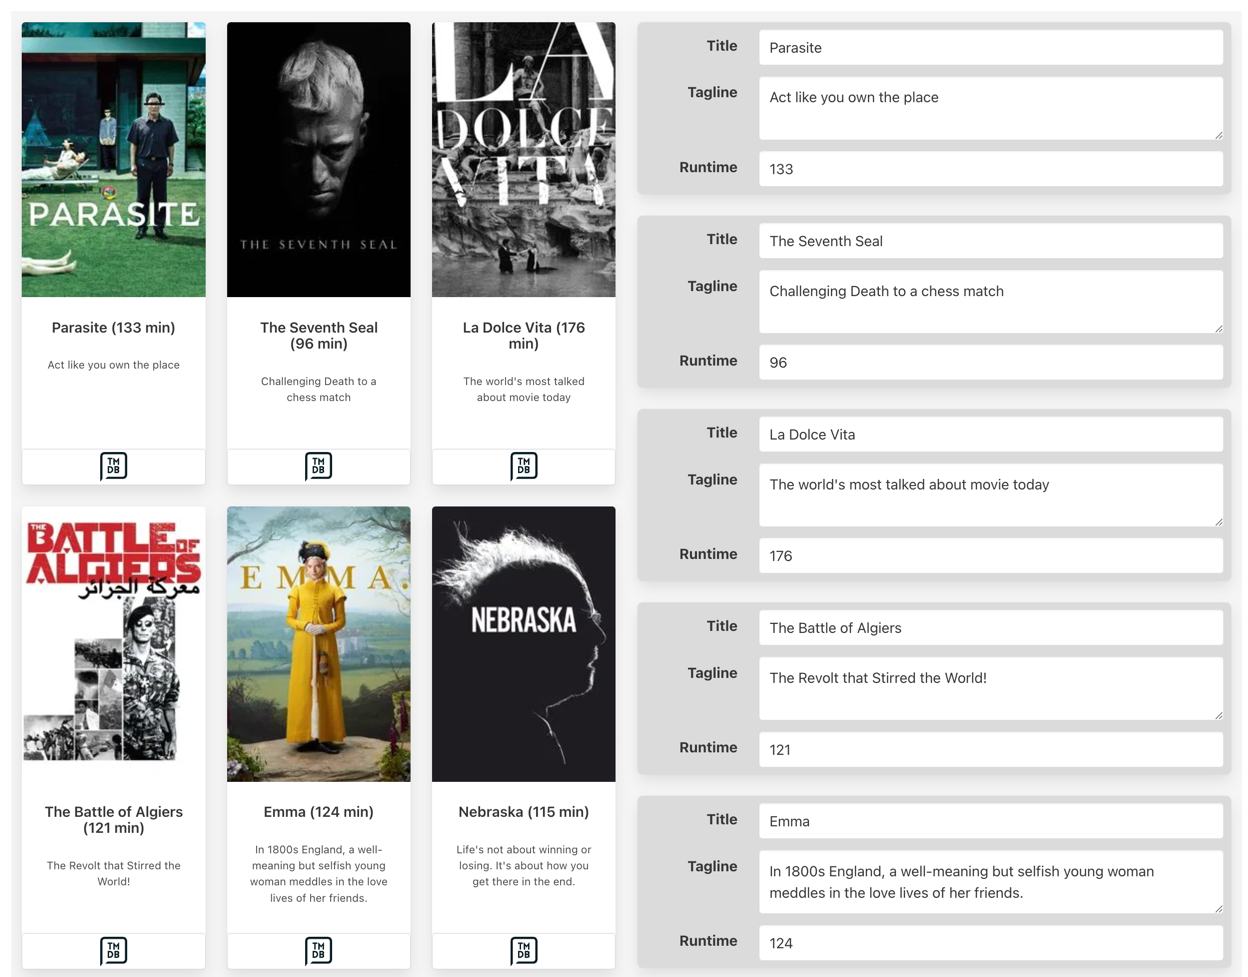 PARASITE
Parasite (133 min)
Act like you own the place
TM
DB
THE SEVENTH SEAL
The Seventh Seal
(96 min)
Challenging Death to a
chess match
TM
DB
LA
DOLCE
VITA
La Dolce Vita (176
min)
The world's most talked
about movie today
TM
DB
THE
BATTLE OF
ALGIERS
معركة الجزائر
The Battle of Algiers
(121 min)
The Revolt that Stirred the
World!
TM
DB
EMMA.
Emma (124 min)
In 1800s England, a well-
meaning but selfish young
woman meddles in the love
lives of her friends.
TM
DB
NEBRASKA
Nebraska (115 min)
Life's not about winning or
losing. It's about how you
get there in the end.
TM
DB
Title
Parasite
Tagline
Act like you own the place
Runtime
133
Title
The Seventh Seal
Tagline
Challenging Death to a chess match
Runtime
96
Title
La Dolce Vita
Tagline
The world's most talked about movie today
Runtime
176
Title
The Battle of Algiers
Tagline
The Revolt that Stirred the World!
Runtime
121
Title
Emma
Tagline
In 1800s England, a well-meaning but selfish young woman
meddles in the love lives of her friends.
Runtime
124